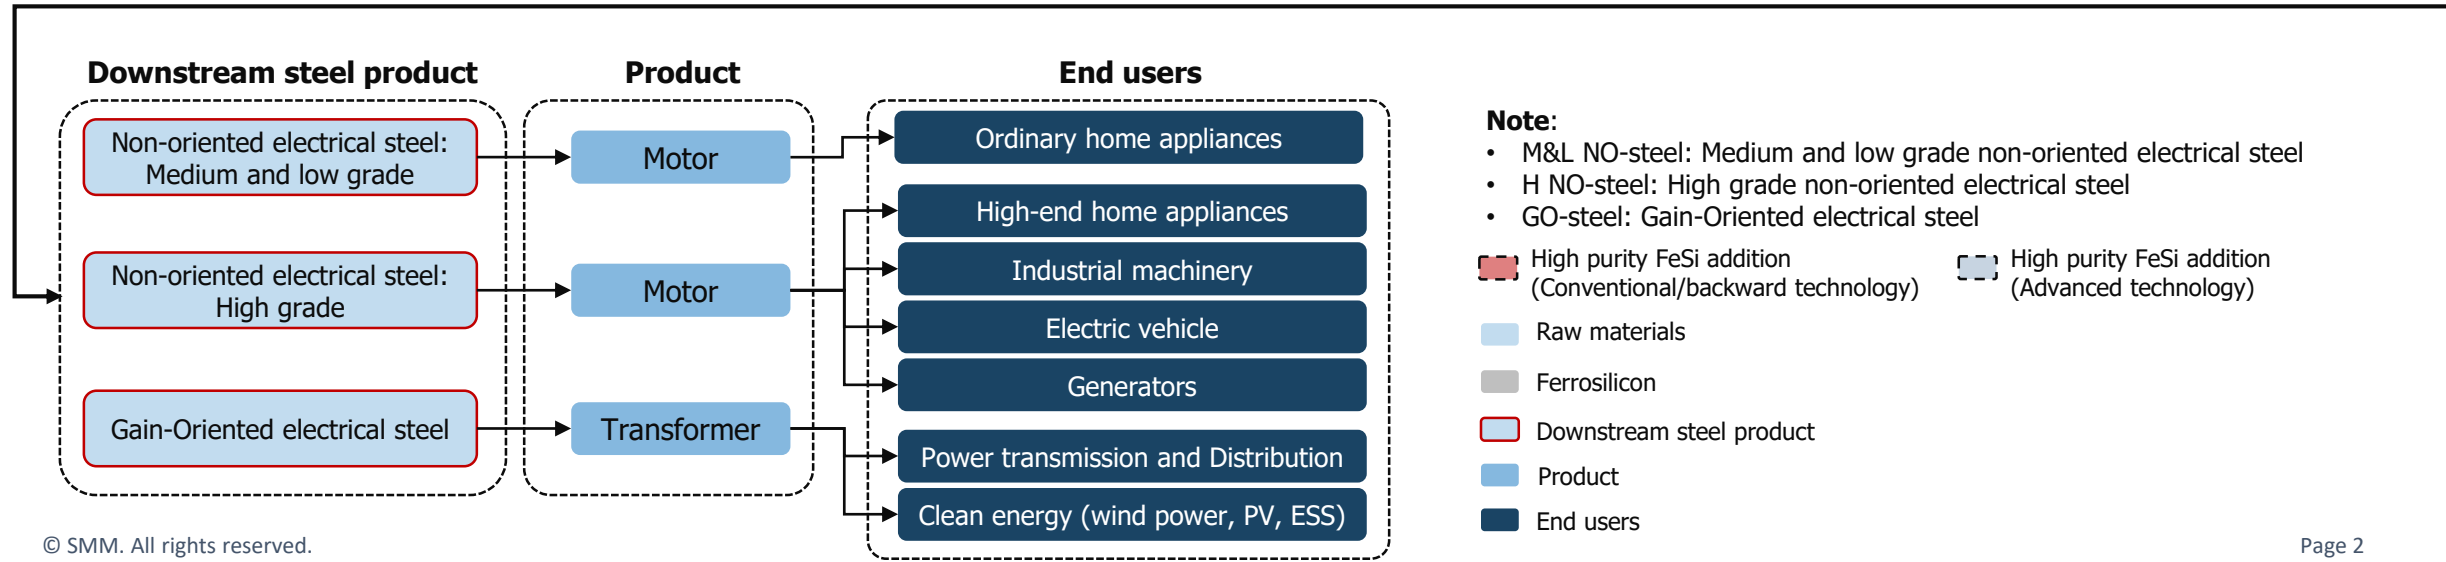 Downstream steel product
Product
End users
Non-oriented electrical steel:
Medium and low grade
Motor
Ordinary home appliances
High-end home appliances
Non-oriented electrical steel:
High grade
Motor
Industrial machinery
Electric vehicle
Generators
Gain-Oriented electrical steel
Transformer
Power transmission and Distribution
Clean energy (wind power, PV, ESS)
Note:
• M&L NO-steel: Medium and low grade non-oriented electrical steel
• H NO-steel: High grade non-oriented electrical steel
• GO-steel: Gain-Oriented electrical steel
High purity FeSi addition
(Conventional/backward technology)
High purity FeSi addition
(Advanced technology)
Raw materials
Ferrosilicon
Downstream steel product
Product
End users
© SMM. All rights reserved.
Page 2